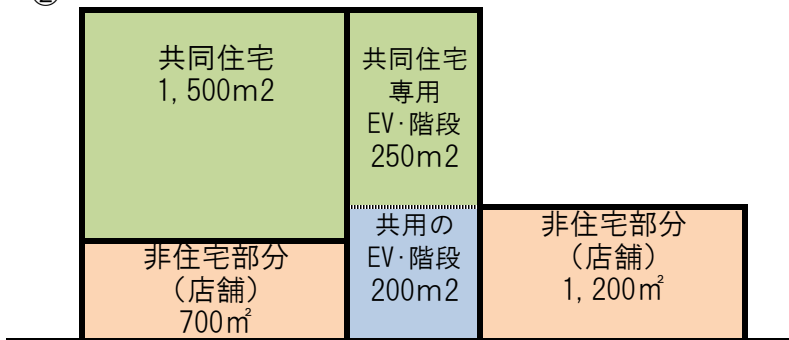 ②
共同住宅
1,500m2
共同住宅
専用
EV･階段
250m2
共用の
EV･階段
200m2
非住宅部分
（店舗）
700㎡
非住宅部分
（店舗）
1,200㎡